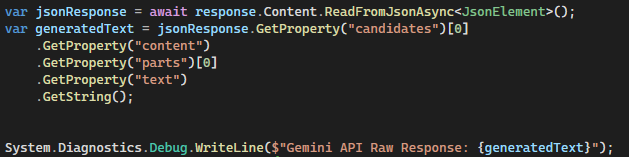 var jsonResponse = await response.Content.ReadFromJsonAsync<JsonElement>();
var generatedText = jsonResponse.GetProperty("candidates")[0]
    .GetProperty("content")
    .GetProperty("parts")[0]
    .GetProperty("text")
    .GetString();
System.Diagnostics.Debug.WriteLine($"Gemini API Raw Response: {generatedText}");